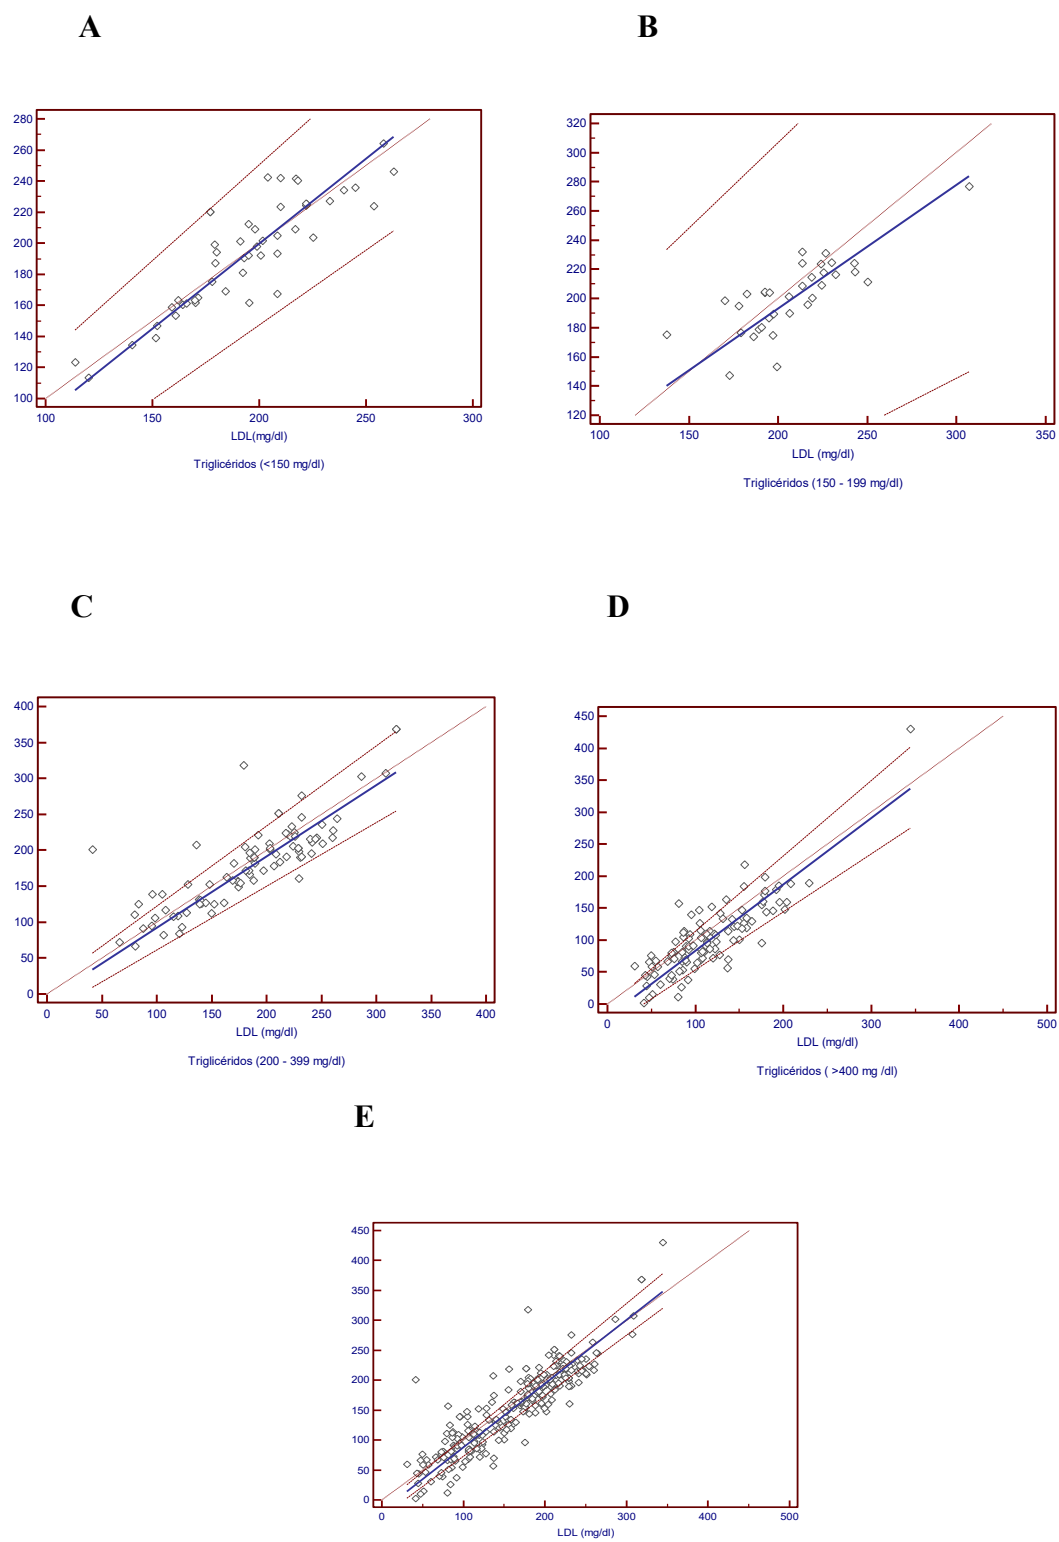 A
B
280
260
240
220
200
180
160
140
120
100
100 150 200 250 300
LDL(mg/dl)
Triglicéridos (<150 mg/dl)
320
300
280
260
240
220
200
180
160
140
120
100 150 200 250 300 350
LDL (mg/dl)
Triglicéridos (150 - 199 mg/dl)
C
D
400
350
300
250
200
150
100
50
0
0 50 100 150 200 250 300 350 400
LDL (mg/dl)
Triglicéridos (200 - 399 mg/dl)
450
400
350
300
250
200
150
100
50
0
0 100 200 300 400 500
LDL (mg/dl)
Triglicéridos ( >400 mg /dl)
E
450
400
350
300
250
200
150
100
50
0
0 100 200 300 400 500
LDL (mg/dl)